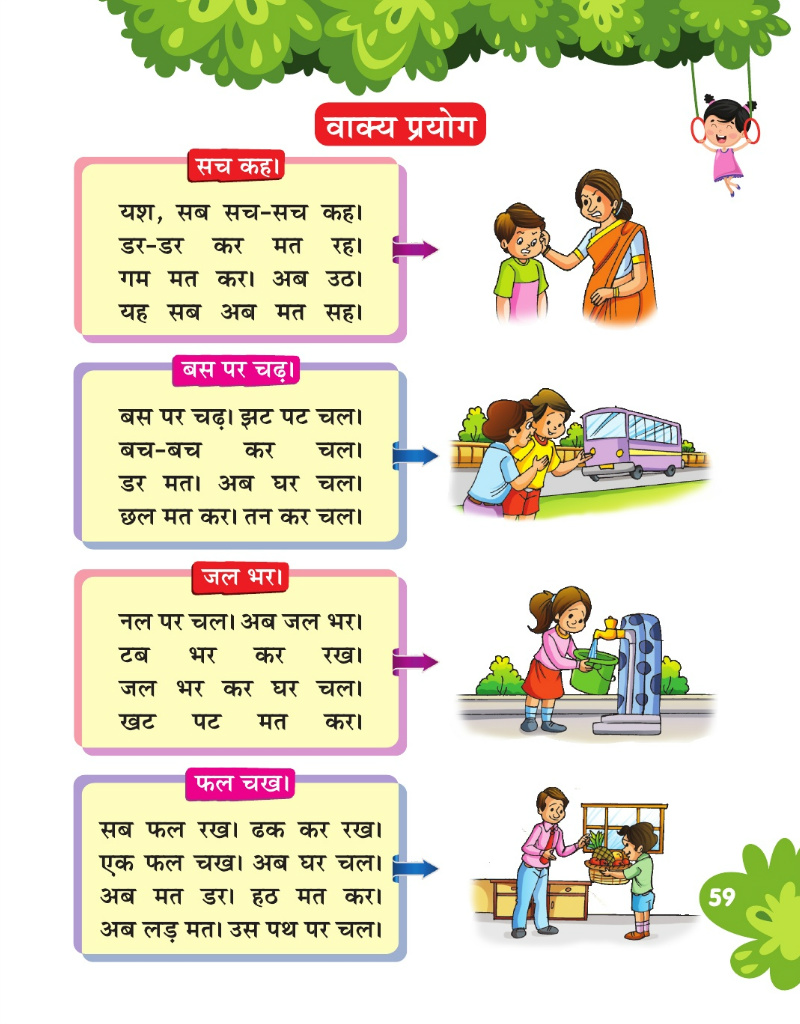 वाक्य प्रयोग
सच कह।
यश, सब सच-सच कह।
डर-डर कर मत रह।
गम मत कर। अब उठ।
यह सब अब मत सह।
बस पर चढ़।
बस पर चढ़। झट पट चल।
बच-बच कर चल।
डर मत। अब घर चल।
छल मत कर। तन कर चल।
जल भर।
नल पर चल। अब जल भर।
टब भर कर रख।
जल भर कर घर चल।
खट पट मत कर।
फल चख।
सब फल रख। ढक कर रख।
एक फल चख। अब घर चल।
अब मत डर। हठ मत कर।
अब लड़ मत। उस पथ पर चल।
59